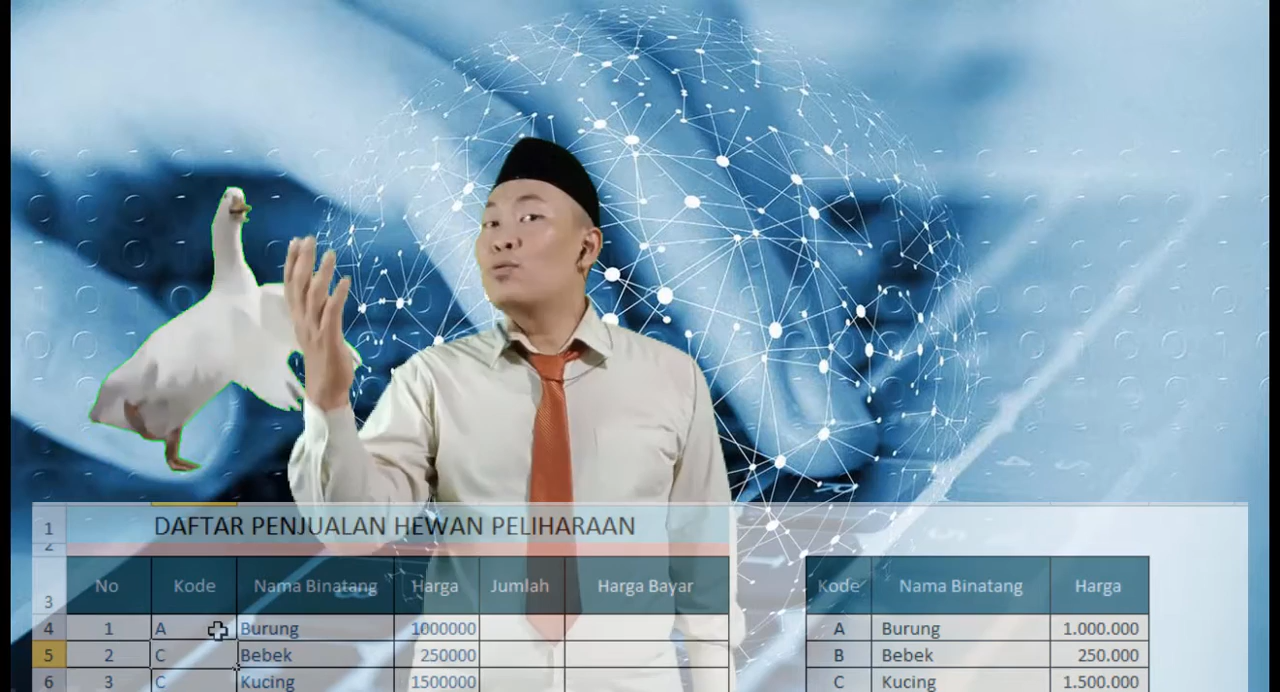 1 DAFTAR PENJUALAN HEWAN PELIHARAAN
2
3 No Kode Nama Binatang Harga Jumlah Harga Bayar Kode Nama Binatang Harga
4 1 A Burung 1000000 A Burung 1.000.000
5 2 C Bebek 250000 B Bebek 250.000
6 3 C Kucing 1500000 C Kucing 1.500.000